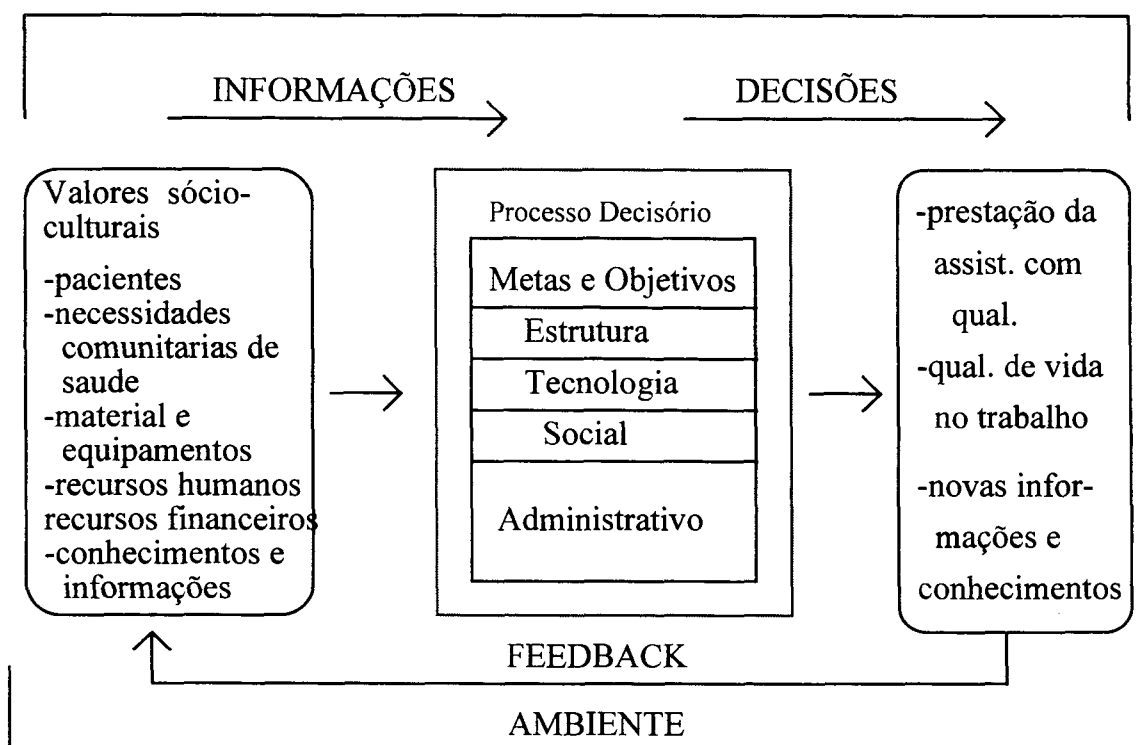 INFORMAÇÕES
DECISÕES
Valores sócio-
culturais
-pacientes
-necessidades
comunitarias de
saude
-material e
equipamentos
-recursos humanos
recursos financeiros
-conhecimentos e
informações
Processo Decisório
Metas e Objetivos
Estrutura
Tecnologia
Social
Administrativo
-prestação da
assist. com
qual.
-qual. de vida
no trabalho
-novas infor-
mações e
conhecimentos
FEEDBACK
AMBIENTE